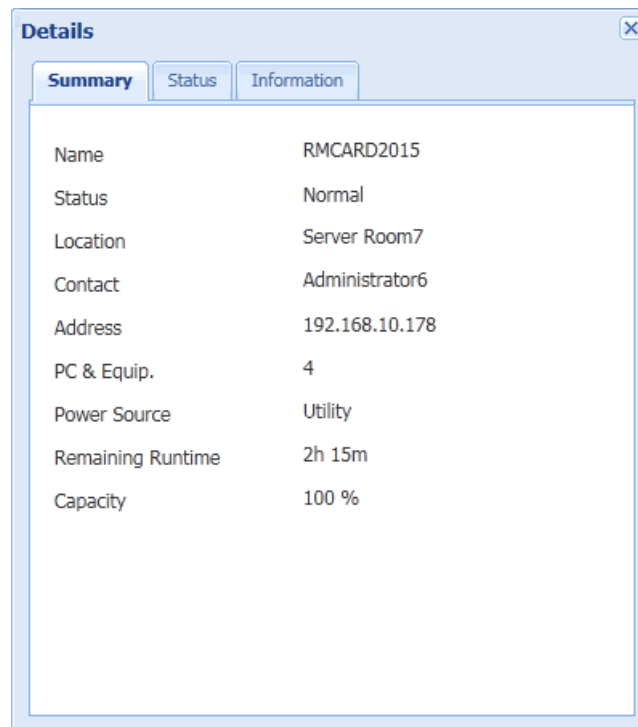 Details
Summary Status Information
Name RMCARD2015
Status Normal
Location Server Room7
Contact Administrator6
Address 192.168.10.178
PC & Equip. 4
Power Source Utility
Remaining Runtime 2h 15m
Capacity 100 %